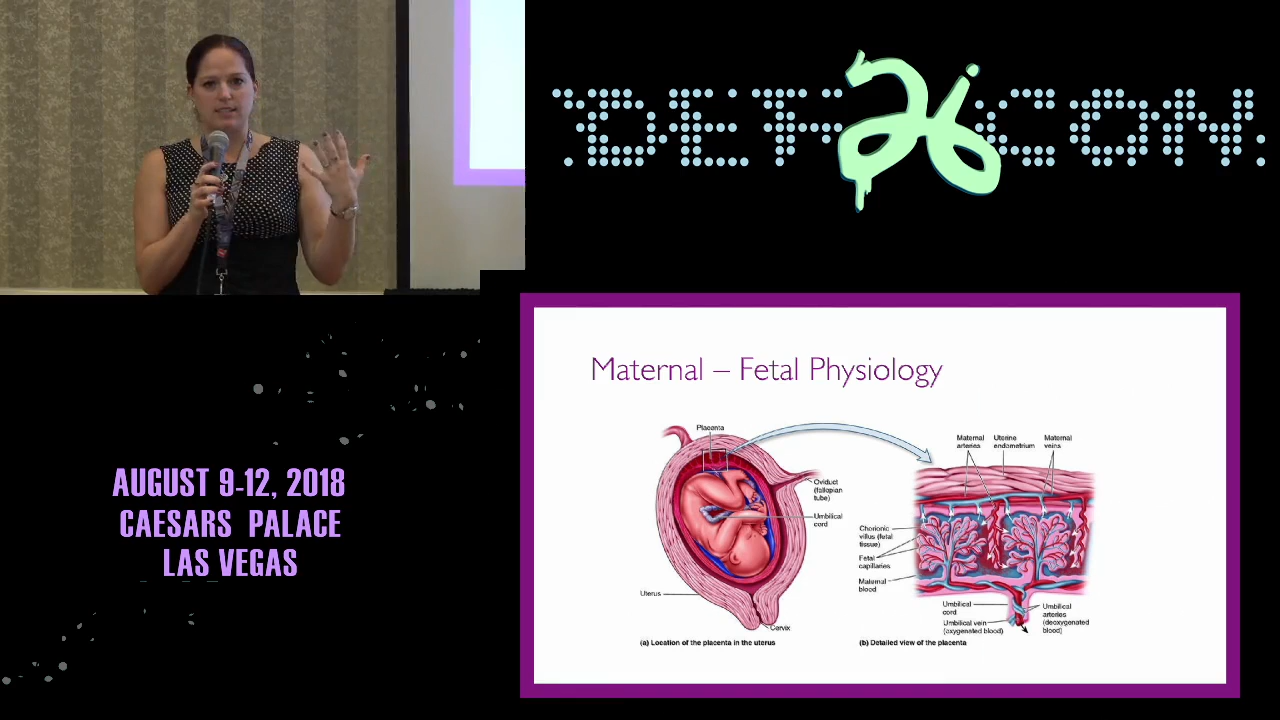 DEF 26 CON
AUGUST 9-12, 2018
CAESARS PALACE
LAS VEGAS
Maternal – Fetal Physiology
Placenta
Oviduct
(fallopian
tube)
Umbilical
cord
Uterus
Cervix
(a) Location of the placenta in the uterus
Maternal
arteries
Uterine
endometrium
Maternal
veins
Chorionic
villus (fetal
tissue)
Fetal
capillaries
Maternal
blood
Umbilical
cord
Umbilical vein
(oxygenated blood)
Umbilical
arteries
(deoxygenated
blood)
(b) Detailed view of the placenta